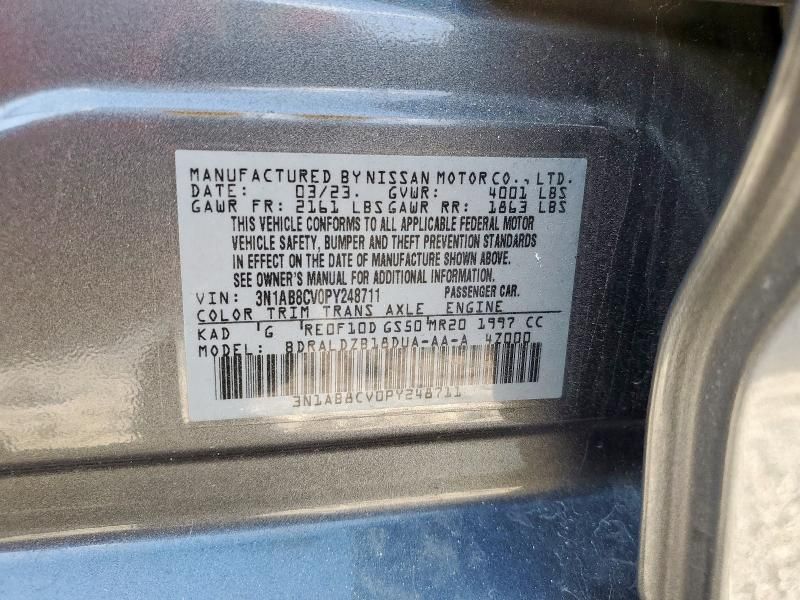 MANUFACTURED BY NISSAN MOTOR CO., LTD.
DATE: 03/23. GVWR: 4001 LBS
GAWR FR: 2161 LBS GAWR RR: 1863 LBS
THIS VEHICLE CONFORMS TO ALL APPLICABLE FEDERAL MOTOR
VEHICLE SAFETY, BUMPER AND THEFT PREVENTION STANDARDS
IN EFFECT ON THE DATE OF MANUFACTURE SHOWN ABOVE.
SEE OWNER'S MANUAL FOR ADDITIONAL INFORMATION.
VIN: 3N1AB8CV0PY248711 PASSENGER CAR.
COLOR TRIM TRANS AXLE ENGINE
KAD G RE0F10D GS50 MR20 1997 CC
MODEL: BDRALDZB18DUA-AA-A 4Z000
3N1AB8CV0PY248711